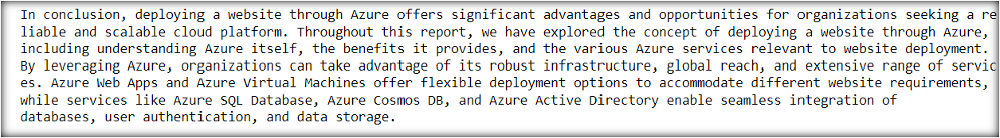 In conclusion, deploying a website through Azure offers significant advantages and opportunities for organizations seeking a re
liable and scalable cloud platform. Throughout this report, we have explored the concept of deploying a website through Azure,
including understanding Azure itself, the benefits it provides, and the various Azure services relevant to website deployment.
By leveraging Azure, organizations can take advantage of its robust infrastructure, global reach, and extensive range of servic
es. Azure Web Apps and Azure Virtual Machines offer flexible deployment options to accommodate different website requirements,
while services like Azure SQL Database, Azure Cosmos DB, and Azure Active Directory enable seamless integration of
databases, user authentication, and data storage.